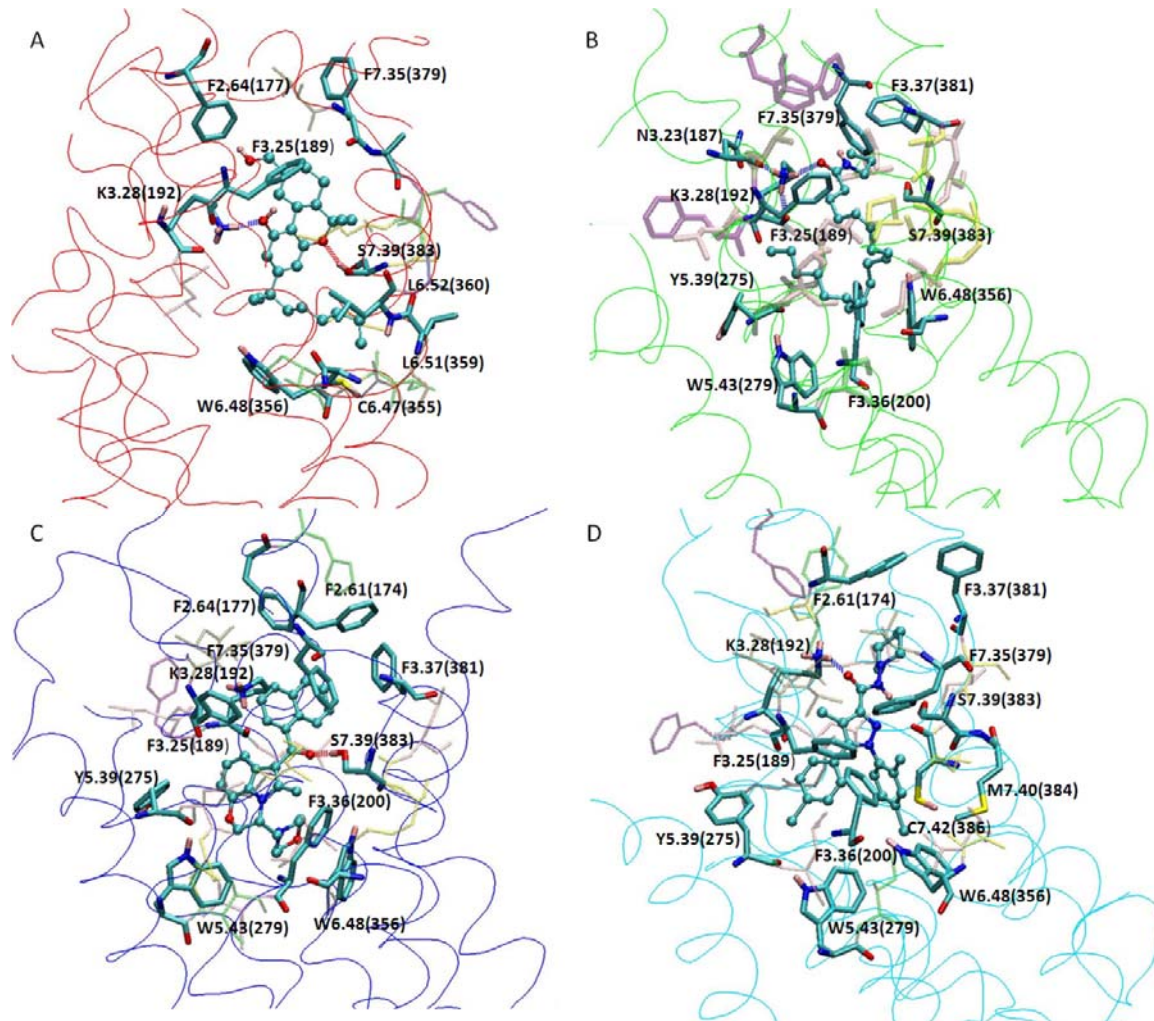 A
F2.64(177)
F7.35(379)
F3.25(189)
K3.28(192)
S7.39(383)
L6.52(360)
L6.51(359)
W6.48(356)
C6.47(355)
B
F3.37(381)
F7.35(379)
N3.23(187)
K3.28(192)
F3.25(189)
S7.39(383)
Y5.39(275)
W6.48(356)
W5.43(279)
F3.36(200)
C
F2.61(174)
F2.64(177)
F7.35(379)
F3.37(381)
K3.28(192)
F3.25(189)
S7.39(383)
Y5.39(275)
F3.36(200)
W5.43(279)
W6.48(356)
D
F2.61(174)
F3.37(381)
K3.28(192)
F7.35(379)
S7.39(383)
F3.25(189)
M7.40(384)
Y5.39(275)
C7.42(386)
F3.36(200)
W6.48(356)
W5.43(279)